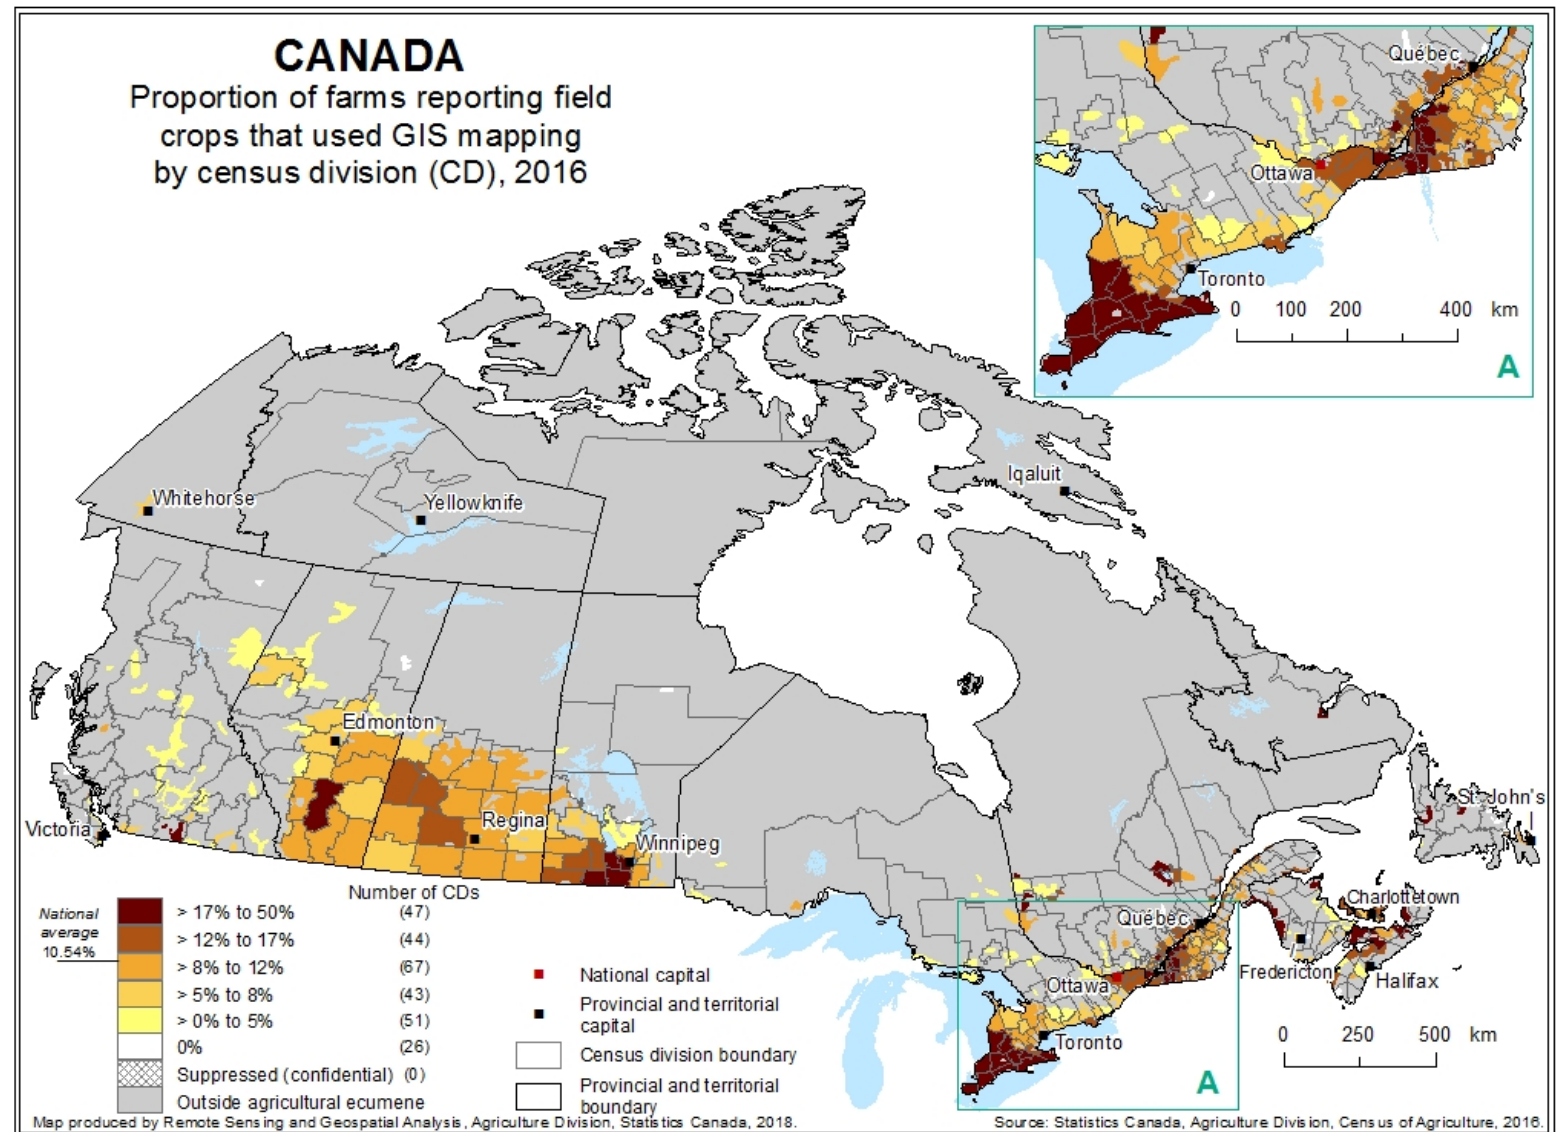 CANADA
Proportion of farms reporting field
crops that used GIS mapping
by census division (CD), 2016
Québec
Ottawa
Toronto
0 100 200 400 km
A
Whitehorse
Yellowknife
Iqaluit
Edmonton
Regina
Winnipeg
Victoria
St. John's
Charlottetown
Québec
Fredericton
Halifax
Ottawa
Toronto
0 250 500 km
A
Number of CDs
National
average
10.54%
> 17% to 50% (47)
> 12% to 17% (44)
> 8% to 12% (67)
> 5% to 8% (43)
> 0% to 5% (51)
0% (26)
Suppressed (confidential) (0)
Outside agricultural ecumene
National capital
Provincial and territorial
capital
Census division boundary
Provincial and territorial
boundary
Map produced by Remote Sensing and Geospatial Analysis, Agriculture Division, Statistics Canada, 2018.
Source: Statistics Canada, Agriculture Division, Census of Agriculture, 2016.